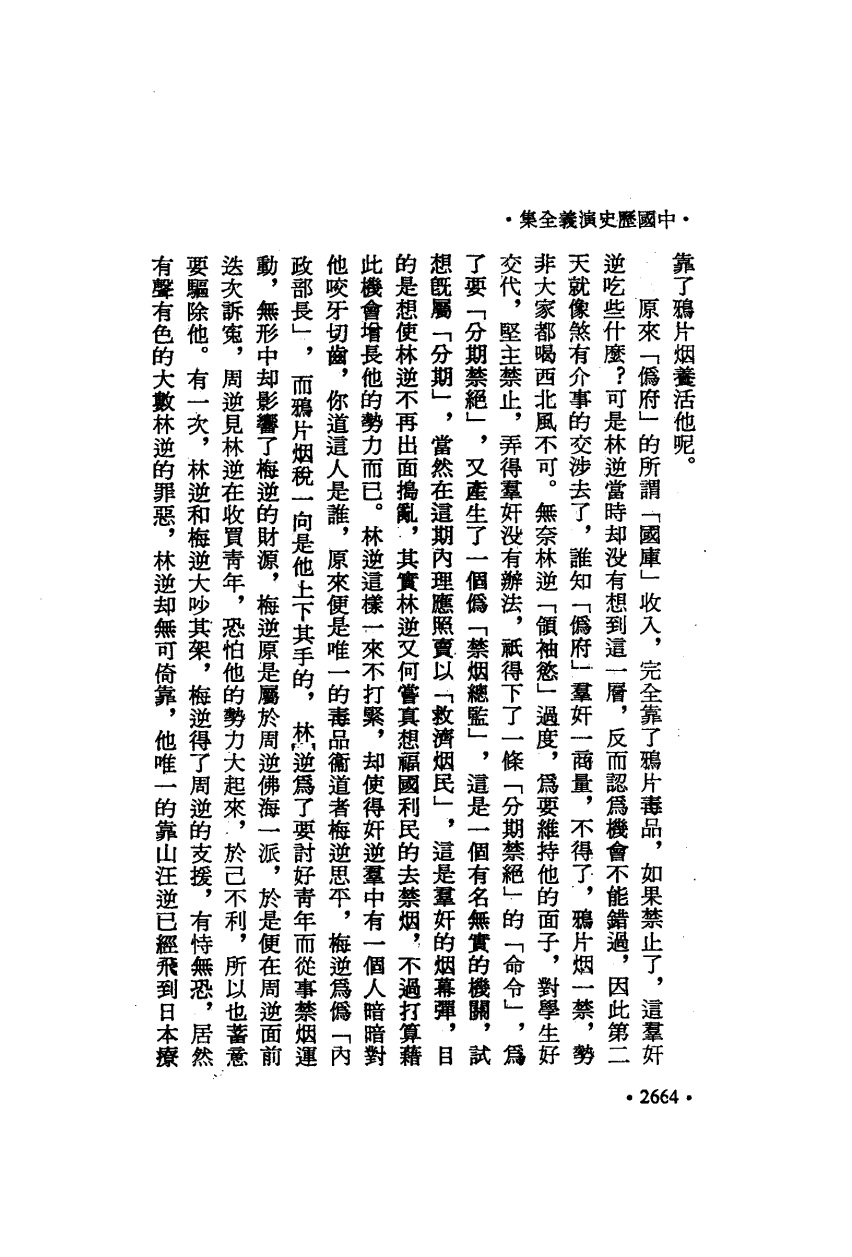 ·中國歷史演義全集·
靠了鴉片烟養活他呢。
原來「僞府」的所謂「國庫」收入，完全靠了鴉片毒品，如果禁止了，這羣奸
逆吃些什麼？可是林逆當時却没有想到這一層，反而認爲機會不能錯過，因此第二
天就像煞有介事的交涉去了，誰知「僞府」羣奸一商量，不得了，鴉片烟一禁，勢
非大家都喝西北風不可。無奈林逆「領袖慾」過度，爲要維持他的面子，對學生好
交代，堅主禁止，弄得羣奸没有辦法，祇得下了一條「分期禁絕」的「命令」，爲
了要「分期禁絕」，又產生了一個僞「禁烟總監」，這是一個有名無實的機關，試
想旣屬「分期」，當然在這期內理應照賣以「救濟烟民」，這是羣奸的烟幕彈，目
的是想使林逆不再出面搗亂，其實林逆又何嘗真想福國利民的去禁烟，不過打算藉
此機會增長他的勢力而已。林逆這樣一來不打緊，却使得奸逆羣中有一個人暗暗對
他咬牙切齒，你道這人是誰，原來便是唯一的毒品衞道者梅逆思平，梅逆爲僞「內
政部長」，而鴉片烟稅一向是他上下其手的，林逆爲了要討好靑年而從事禁烟運
動，無形中却影響了梅逆的財源，梅逆原是屬於周逆佛海一派，於是便在周逆面前
迭次訴寃，周逆見林逆在收買靑年，恐怕他的勢力大起來，於己不利，所以也蓄意
要驅除他。有一次，林逆和梅逆大吵其架，梅逆得了周逆的支援，有恃無恐，居然
有聲有色的大數林逆的罪惡，林逆却無可倚靠，他唯一的靠山汪逆已經飛到日本療
·2664·